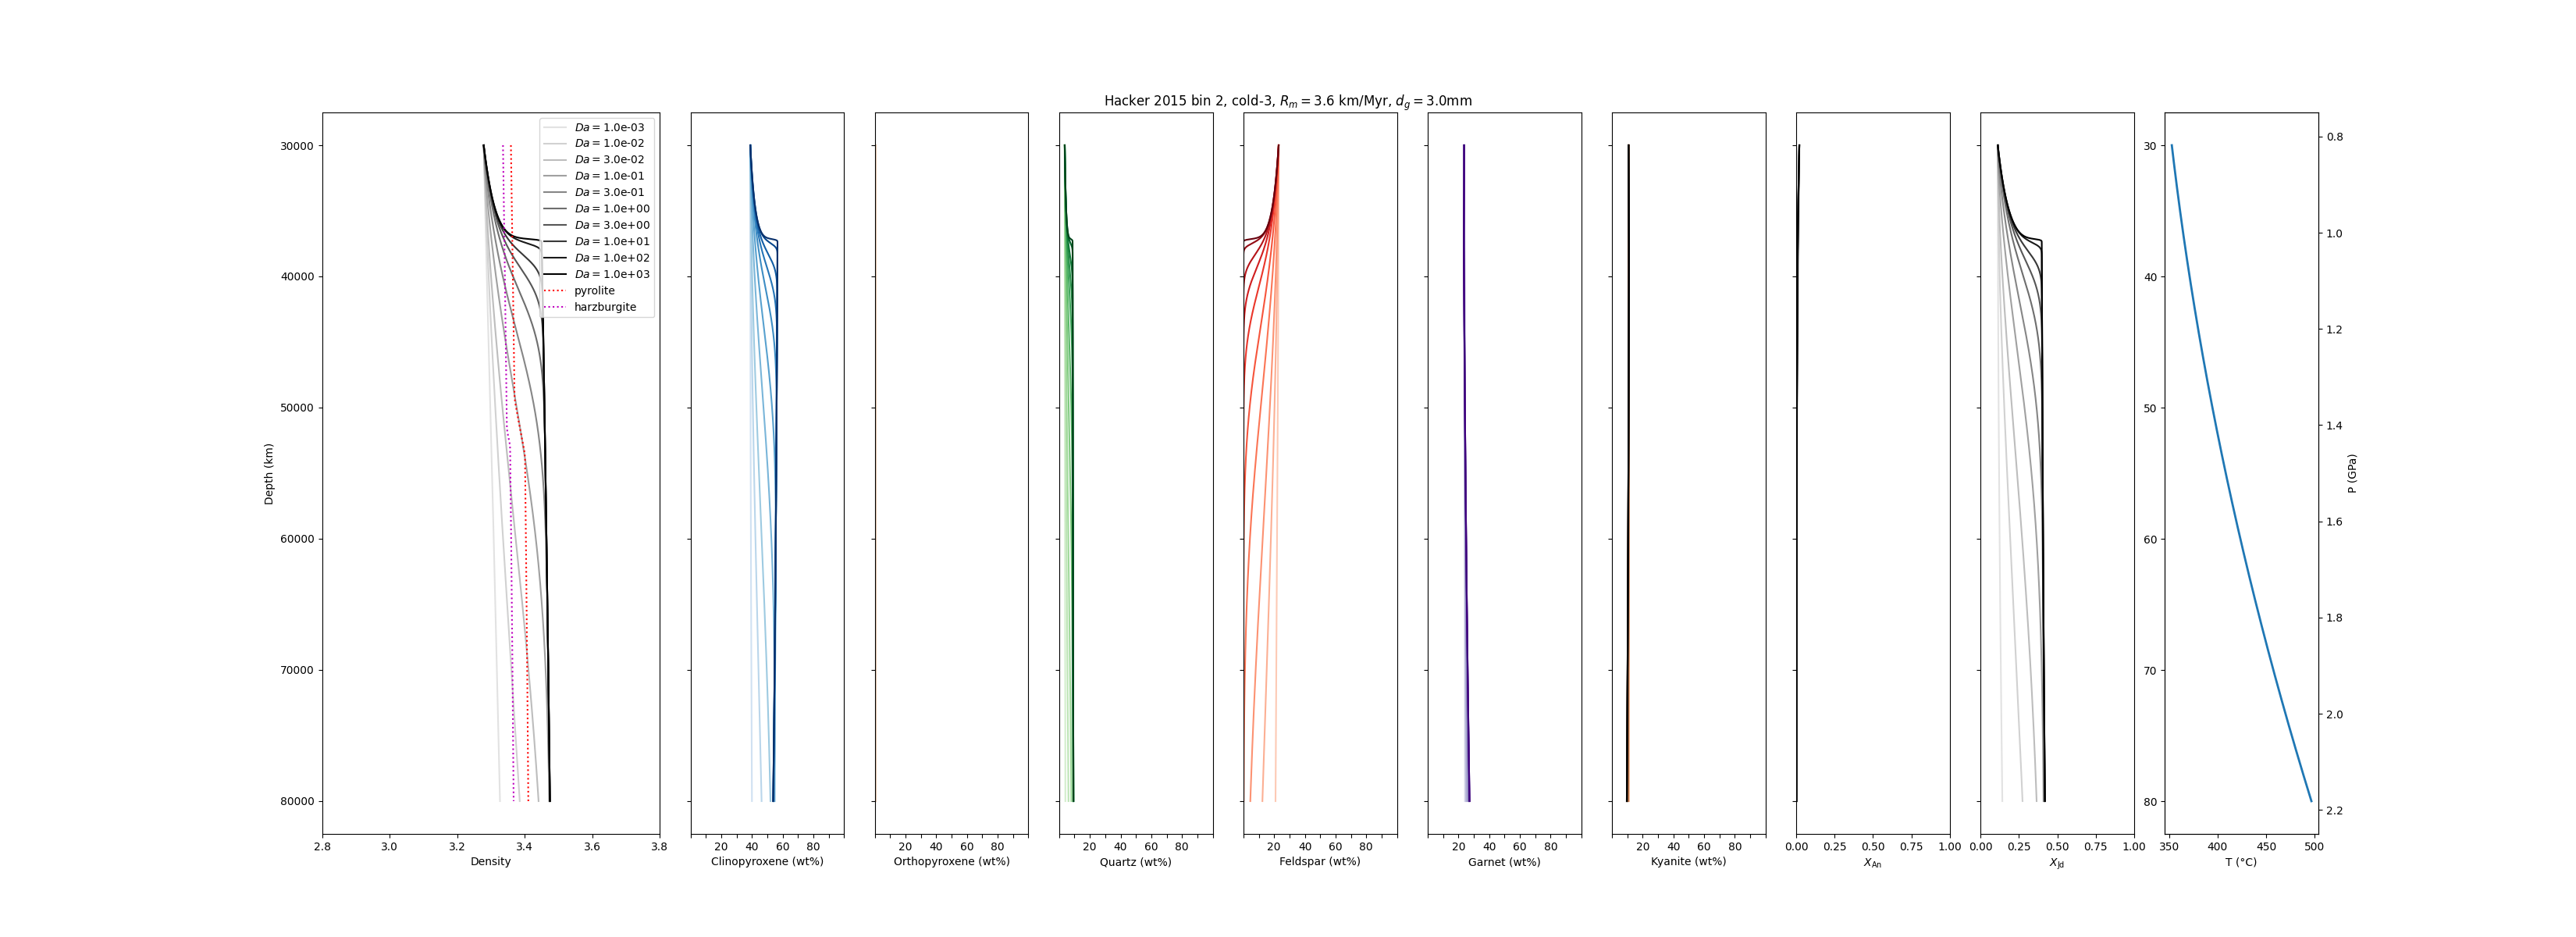 Hacker 2015 bin 2, cold-3, R_m = 3.6 km/Myr, d_g = 3.0mm
Da = 1.0e-03
Da = 1.0e-02
Da = 3.0e-02
Da = 1.0e-01
Da = 3.0e-01
Da = 1.0e+00
Da = 3.0e+00
Da = 1.0e+01
Da = 1.0e+02
Da = 1.0e+03
pyrolite
harzburgite
Depth (km)
30000
40000
50000
60000
70000
80000
2.8 3.0 3.2 3.4 3.6 3.8
Density
20 40 60 80
Clinopyroxene (wt%)
20 40 60 80
Orthopyroxene (wt%)
20 40 60 80
Quartz (wt%)
20 40 60 80
Feldspar (wt%)
20 40 60 80
Garnet (wt%)
20 40 60 80
Kyanite (wt%)
0.00 0.25 0.50 0.75 1.00
X_An
0.00 0.25 0.50 0.75 1.00
X_Jd
30
40
50
60
70
80
350 400 450 500
T (°C)
0.8
1.0
1.2
1.4
1.6
1.8
2.0
2.2
P (GPa)